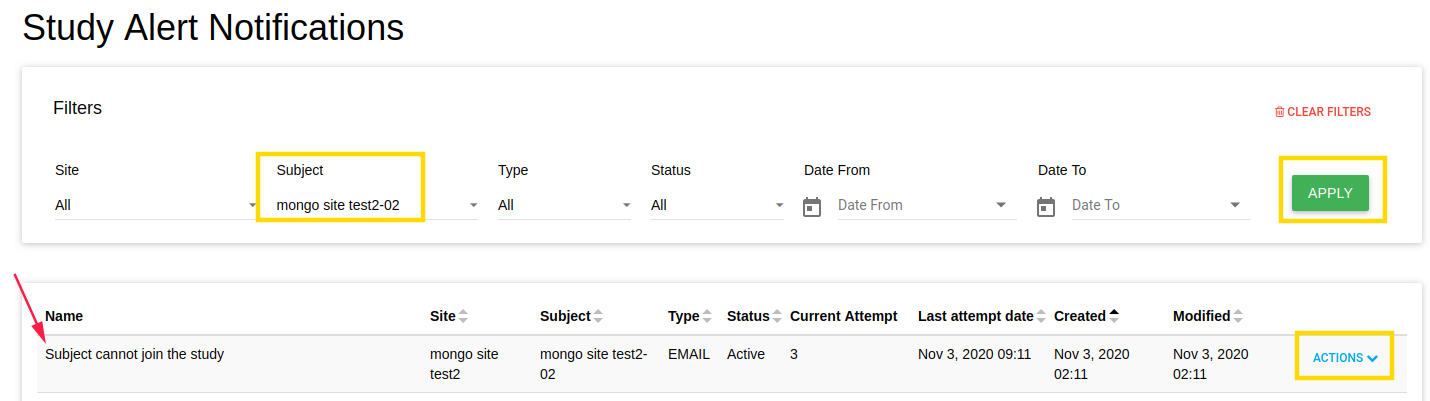 Study Alert Notifications
Filters
CLEAR FILTERS
Site Subject Type Status Date From Date To
All mongo site test2-02 All All Date From Date To APPLY
Name Site Subject Type Status Current Attempt Last attempt date Created Modified
Subject cannot join the study mongo site mongo site test2- EMAIL Active 3 Nov 3, 2020 09:11 Nov 3, 2020 Nov 3, 2020 ACTIONS
test2 02 02:11 02:11